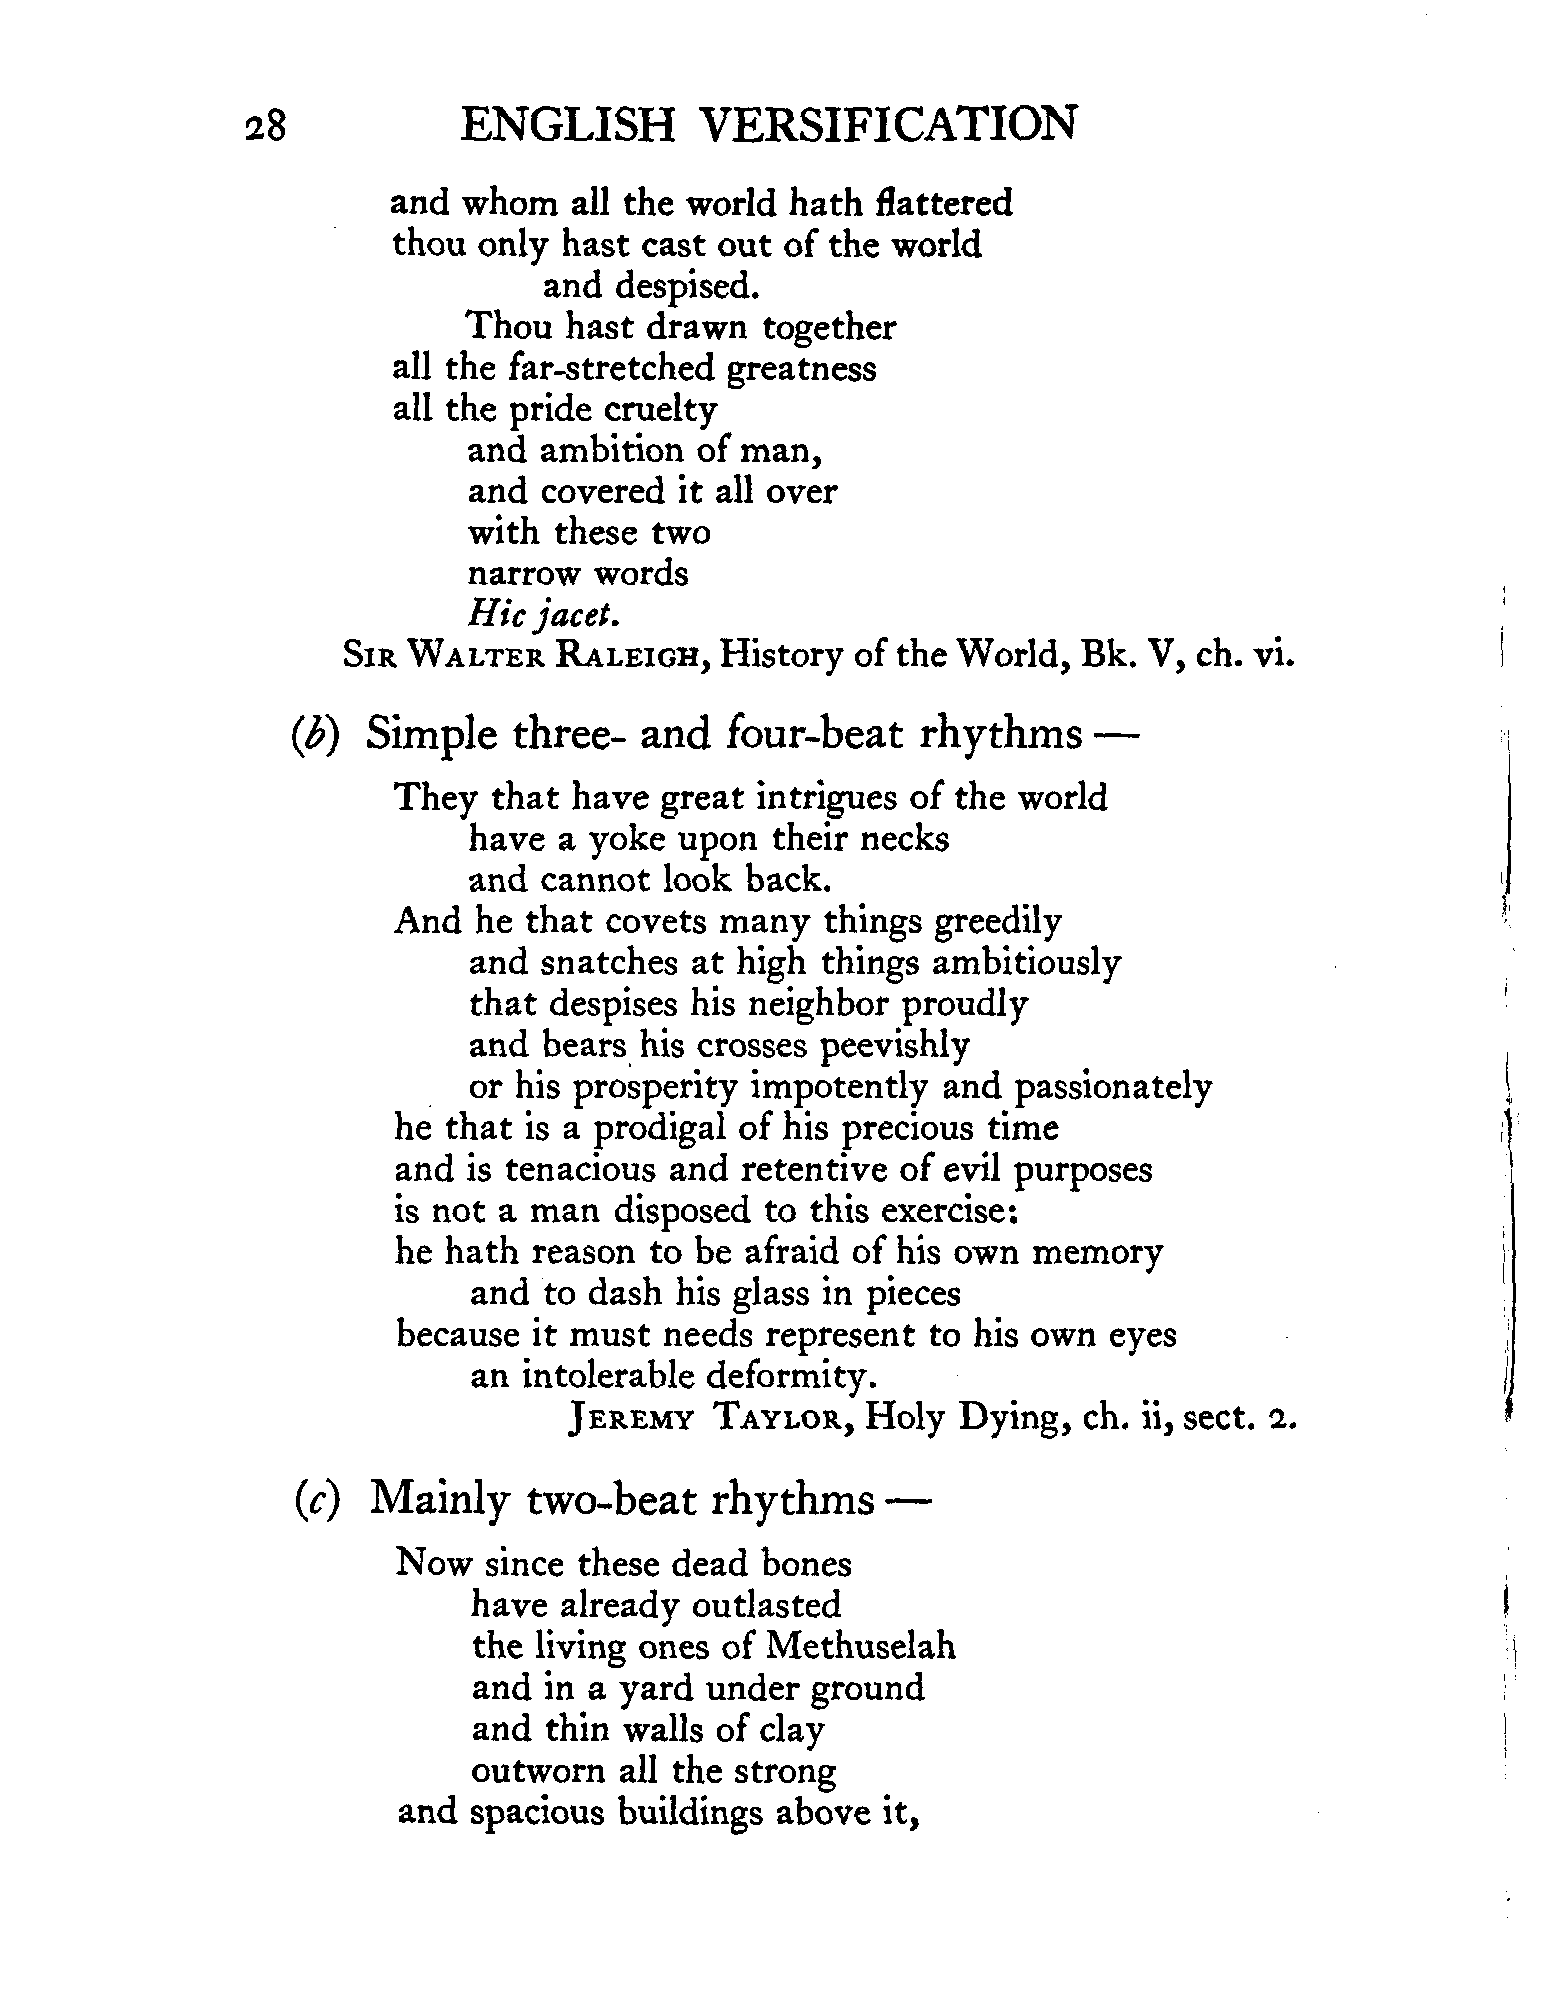 28 ENGLISH VERSIFICATION
and whom all the world hath flattered
thou only hast cast out of the world
and despised.
Thou hast drawn together
all the far-stretched greatness
all the pride cruelty
and ambition of man,
and covered it all over
with these two
narrow words
Hic jacet.
SIR WALTER RALEIGH, History of the World, Bk. V, ch. vi.
(b) Simple three- and four-beat rhythms —
They that have great intrigues of the world
have a yoke upon their necks
and cannot look back.
And he that covets many things greedily
and snatches at high things ambitiously
that despises his neighbor proudly
and bears his crosses peevishly
or his prosperity impotently and passionately
he that is a prodigal of his precious time
and is tenacious and retentive of evil purposes
is not a man disposed to this exercise:
he hath reason to be afraid of his own memory
and to dash his glass in pieces
because it must needs represent to his own eyes
an intolerable deformity.
JEREMY TAYLOR, Holy Dying, ch. ii, sect. 2.
(c) Mainly two-beat rhythms —
Now since these dead bones
have already outlasted
the living ones of Methuselah
and in a yard under ground
and thin walls of clay
outworn all the strong
and spacious buildings above it,